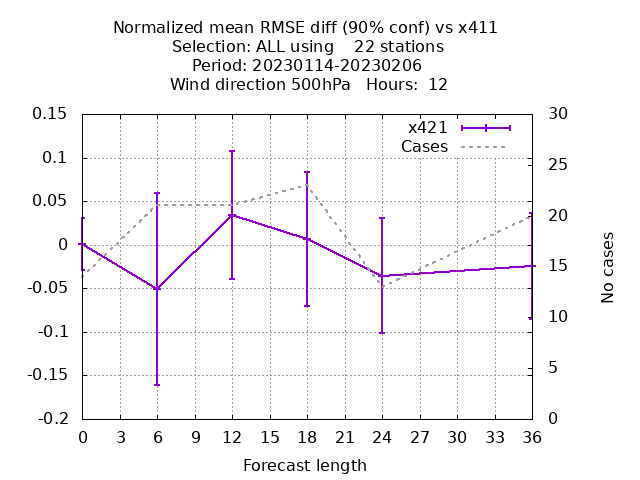 Normalized mean RMSE diff (90% conf) vs x411
Selection: ALL using    22 stations
Period: 20230114-20230206
Wind direction 500hPa   Hours:  12
x421
Cases
0.15
0.1
0.05
0
-0.05
-0.1
-0.15
-0.2
30
25
20
15
10
5
0
No cases
0 3 6 9 12 15 18 21 24 27 30 33 36
Forecast length